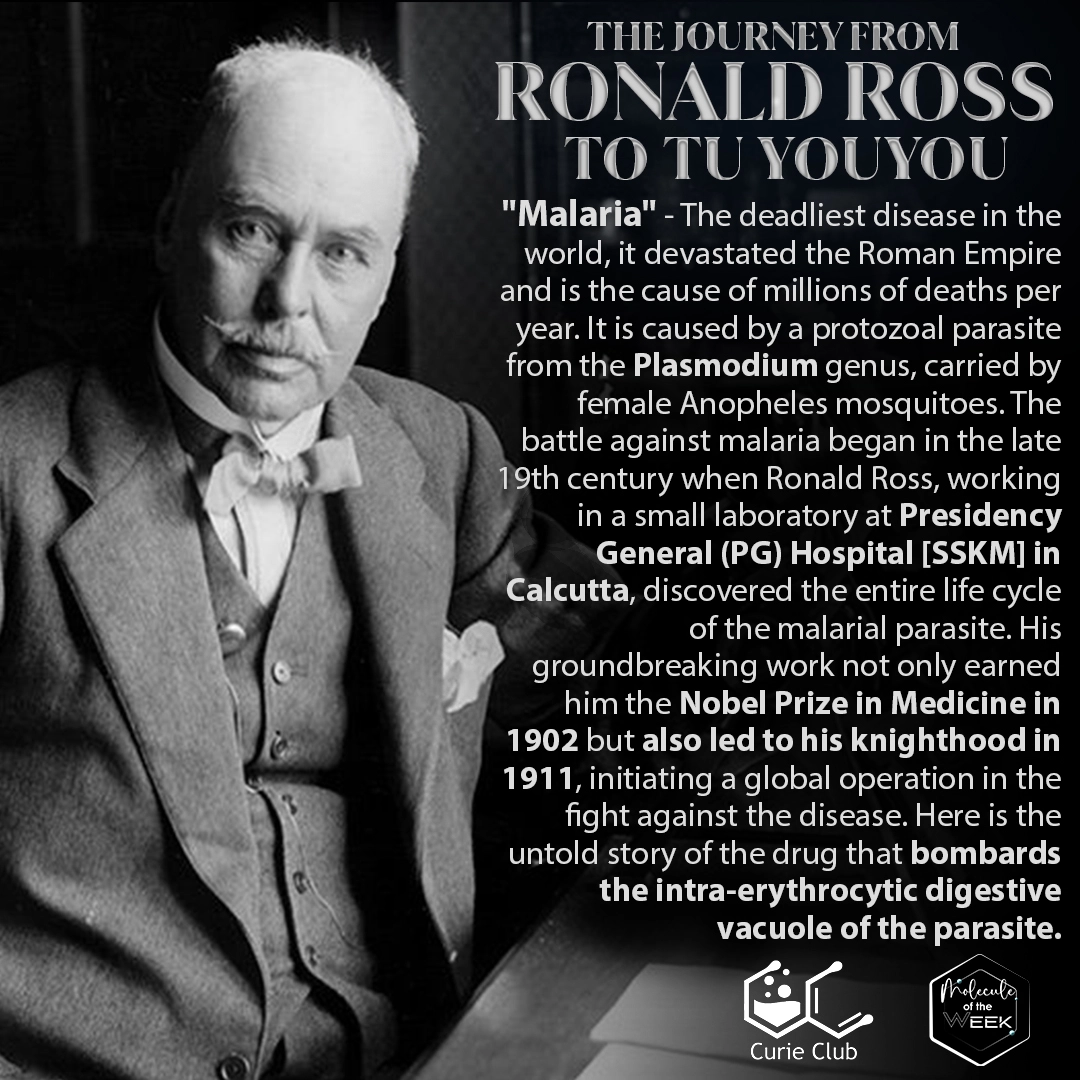 THE JOURNEY FROM
RONALD ROSS
TO TU YOUYOU
"Malaria" - The deadliest disease in the
world, it devastated the Roman Empire
and is the cause of millions of deaths per
year. It is caused by a protozoal parasite
from the Plasmodium genus, carried by
female Anopheles mosquitoes. The
battle against malaria began in the late
19th century when Ronald Ross, working
in a small laboratory at Presidency
General (PG) Hospital [SSKM] in
Calcutta, discovered the entire life cycle
of the malarial parasite. His
groundbreaking work not only earned
him the Nobel Prize in Medicine in
1902 but also led to his knighthood in
1911, initiating a global operation in the
fight against the disease. Here is the
untold story of the drug that bombards
the intra-erythrocytic digestive
vacuole of the parasite.
Curie Club
Molecule
of the
WEEK